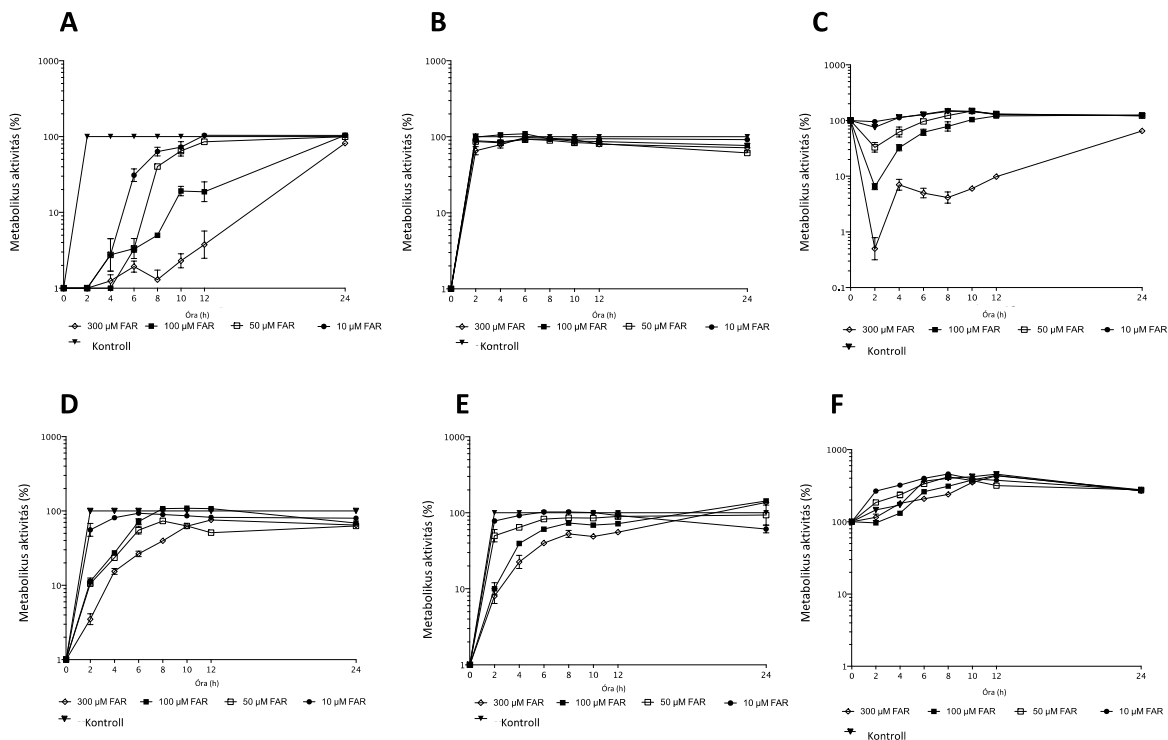 A
B
C
Metabolikus aktivitás (%)
1000
100
10
1
0 2 4 6 8 10 12 24
Óra (h)
300 µM FAR 100 µM FAR 50 µM FAR 10 µM FAR
Kontroll
Metabolikus aktivitás (%)
1000
100
10
1
0 2 4 6 8 10 12 24
Óra (h)
300 µM FAR 100 µM FAR 50 µM FAR 10 µM FAR
Kontroll
Metabolikus aktivitás (%)
1000
100
10
1
0.1
0 2 4 6 8 10 12 24
300 µM FAR 100 µM FAR 50 µM FAR 10 µM FAR
Kontroll
D
E
F
Metabolikus aktivitás (%)
1000
100
10
1
0 2 4 6 8 10 12 24
Óra (h)
300 µM FAR 100 µM FAR 50 µM FAR 10 µM FAR
Kontroll
Metabolikus aktivitás (%)
1000
100
10
1
0 2 4 6 8 10 12 24
Óra (h)
300 µM FAR 100 µM FAR 50 µM FAR 10 µM FAR
Kontroll
Metabolikus aktivitás (%)
1000
100
10
1
0 2 4 6 8 10 12 24
Óra (h)
300 µM FAR 100 µM FAR 50 µM FAR 10 µM FAR
Kontroll